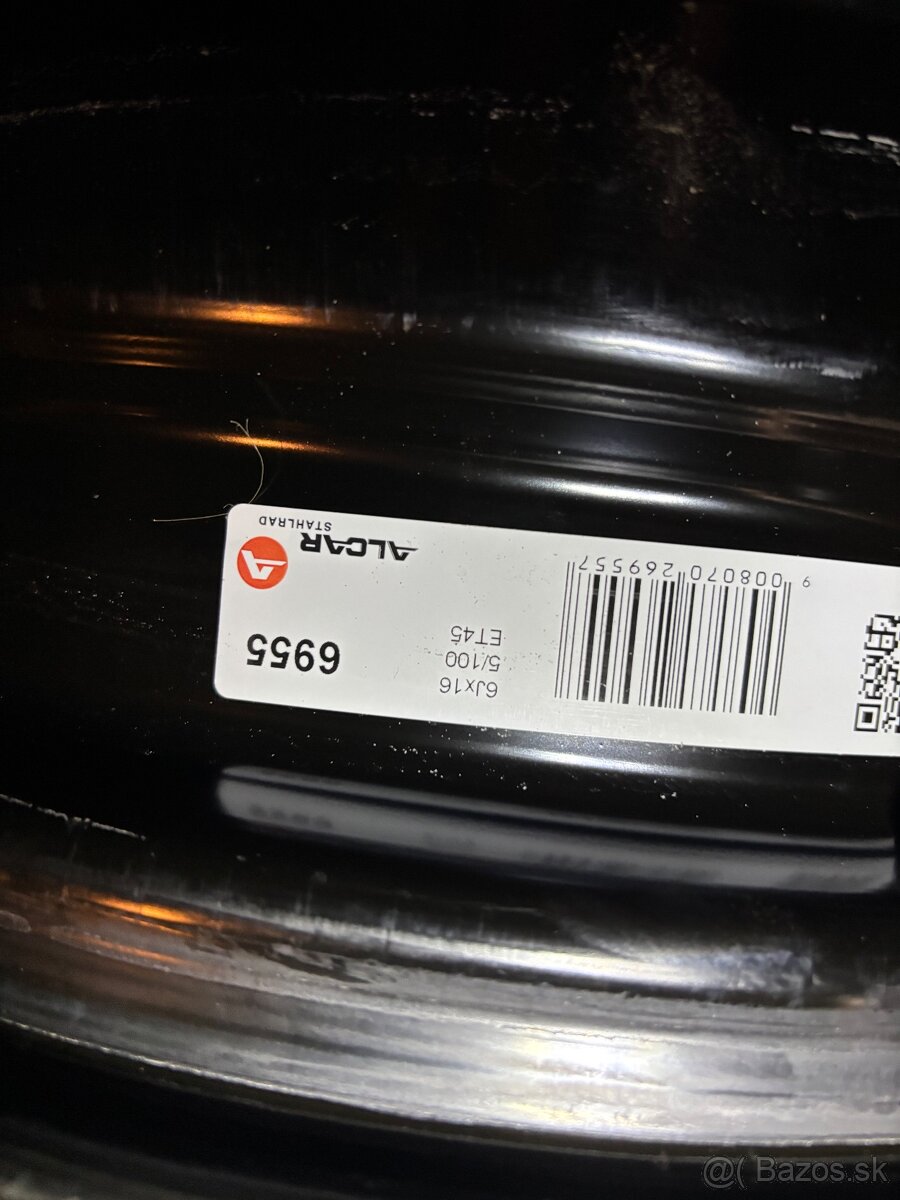 6Jx16
5/100
ET45
6955
9 008070 269557
ALCAR
STAHLRAD
@( Bazos.sk